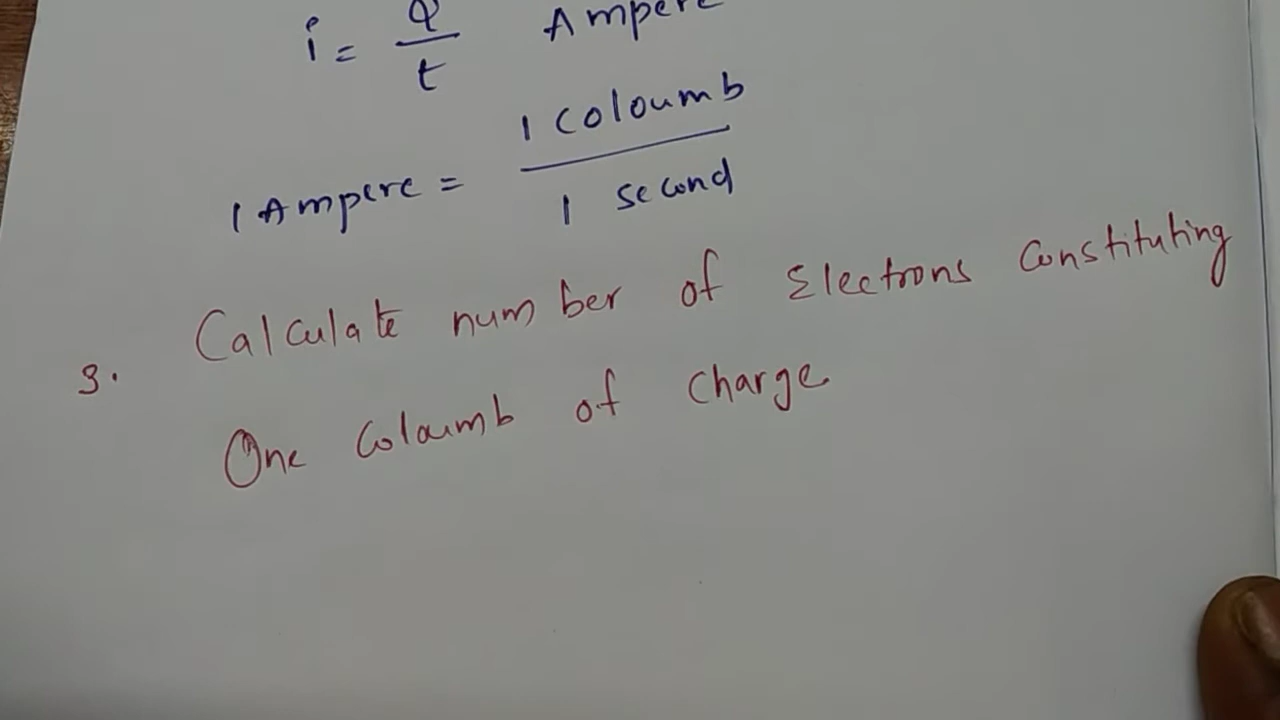 i = Q/t Ampere
1 Ampere = 1 Coloumb / 1 second
3. Calculate number of Electrons Constituting
One Coloumb of Charge